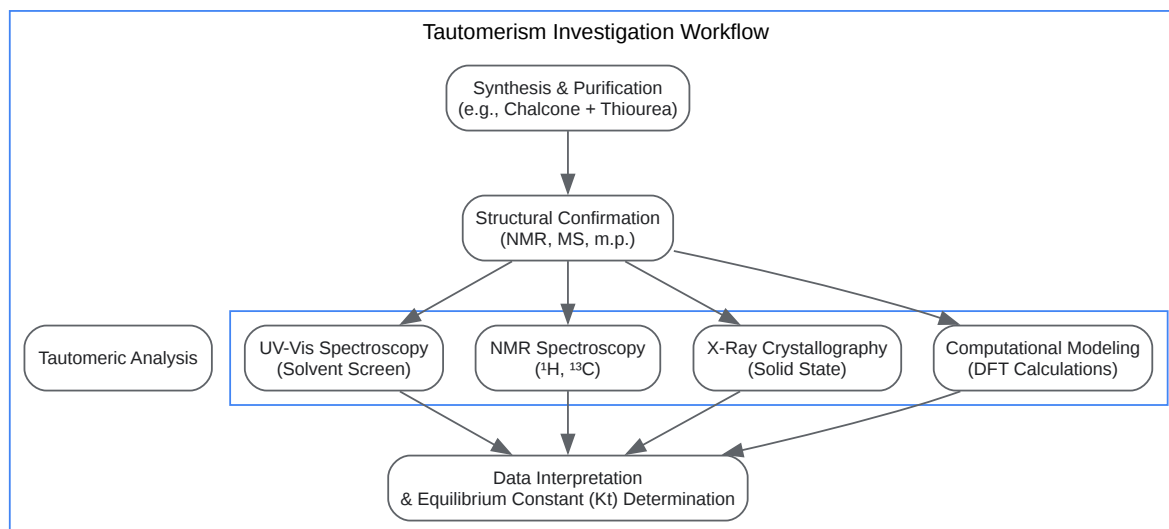 Tautomerism Investigation Workflow
Synthesis & Purification
(e.g., Chalcone + Thiourea)
Structural Confirmation
(NMR, MS, m.p.)
Tautomeric Analysis
UV-Vis Spectroscopy
(Solvent Screen)
NMR Spectroscopy
(¹H, ¹³C)
X-Ray Crystallography
(Solid State)
Computational Modeling
(DFT Calculations)
Data Interpretation
& Equilibrium Constant (Kt) Determination